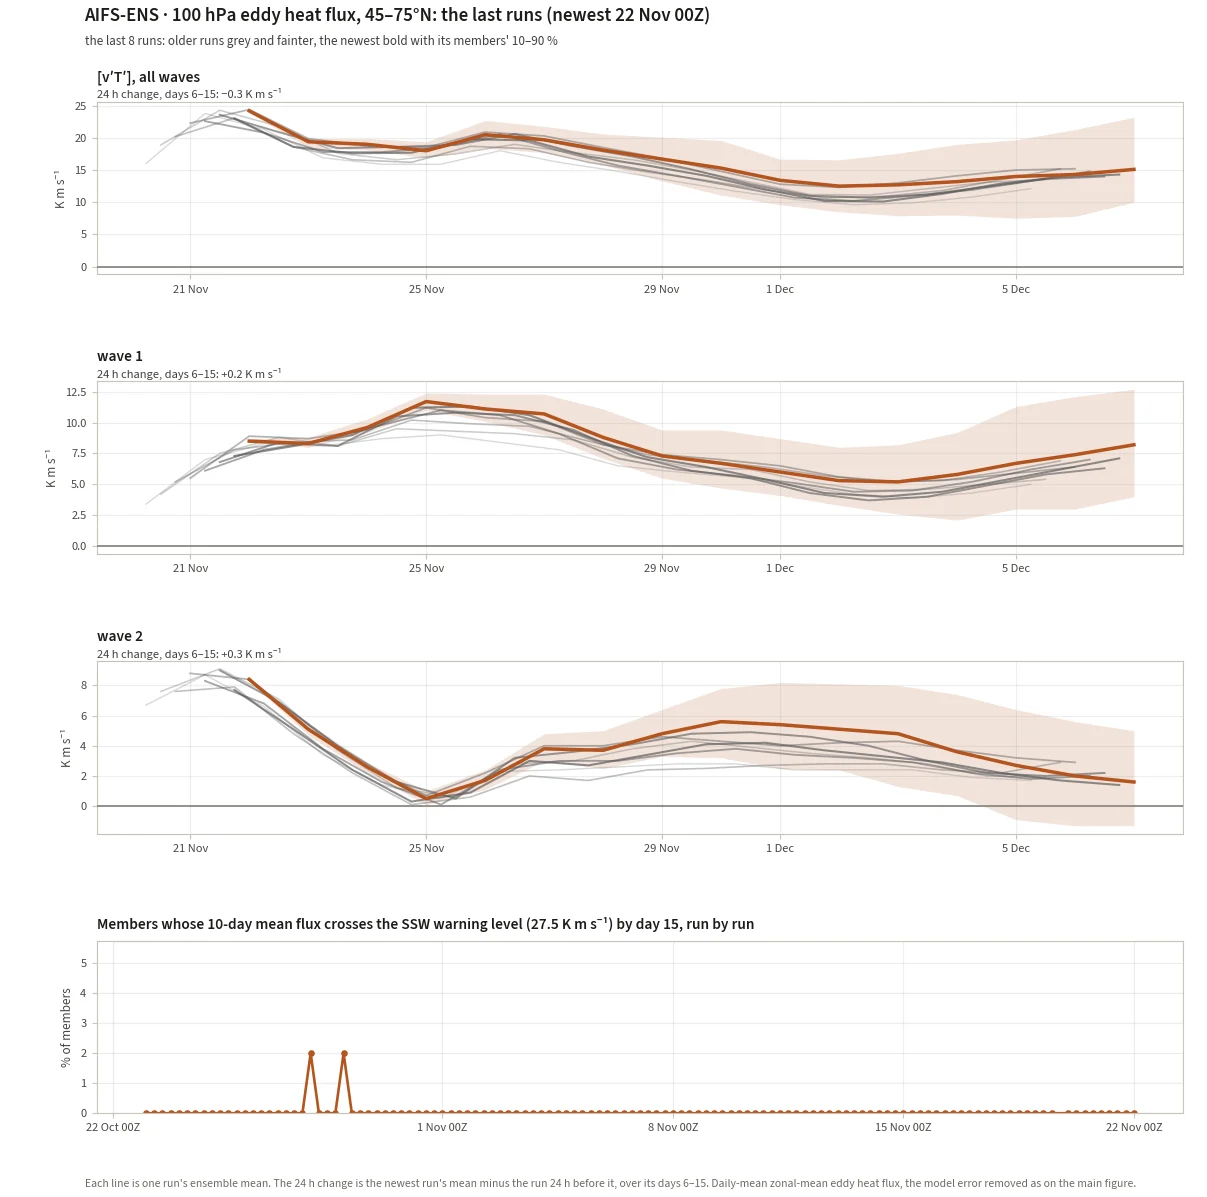 AIFS-ENS · 100 hPa eddy heat flux, 45–75°N: the last runs (newest 22 Nov 00Z)
the last 8 runs: older runs grey and fainter, the newest bold with its members' 10–90 %
[v′T′], all waves
24 h change, days 6–15: −0.3 K m s⁻¹
25
20
15
10
5
0
K m s⁻¹
21 Nov
25 Nov
29 Nov
1 Dec
5 Dec
wave 1
24 h change, days 6–15: +0.2 K m s⁻¹
12.5
10.0
7.5
5.0
2.5
0.0
K m s⁻¹
21 Nov
25 Nov
29 Nov
1 Dec
5 Dec
wave 2
24 h change, days 6–15: +0.3 K m s⁻¹
8
6
4
2
0
K m s⁻¹
21 Nov
25 Nov
29 Nov
1 Dec
5 Dec
Members whose 10-day mean flux crosses the SSW warning level (27.5 K m s⁻¹) by day 15, run by run
5
4
3
2
1
0
% of members
22 Oct 00Z
1 Nov 00Z
8 Nov 00Z
15 Nov 00Z
22 Nov 00Z
Each line is one run's ensemble mean. The 24 h change is the newest run's mean minus the run 24 h before it, over its days 6–15. Daily-mean zonal-mean eddy heat flux, the model error removed as on the main figure.